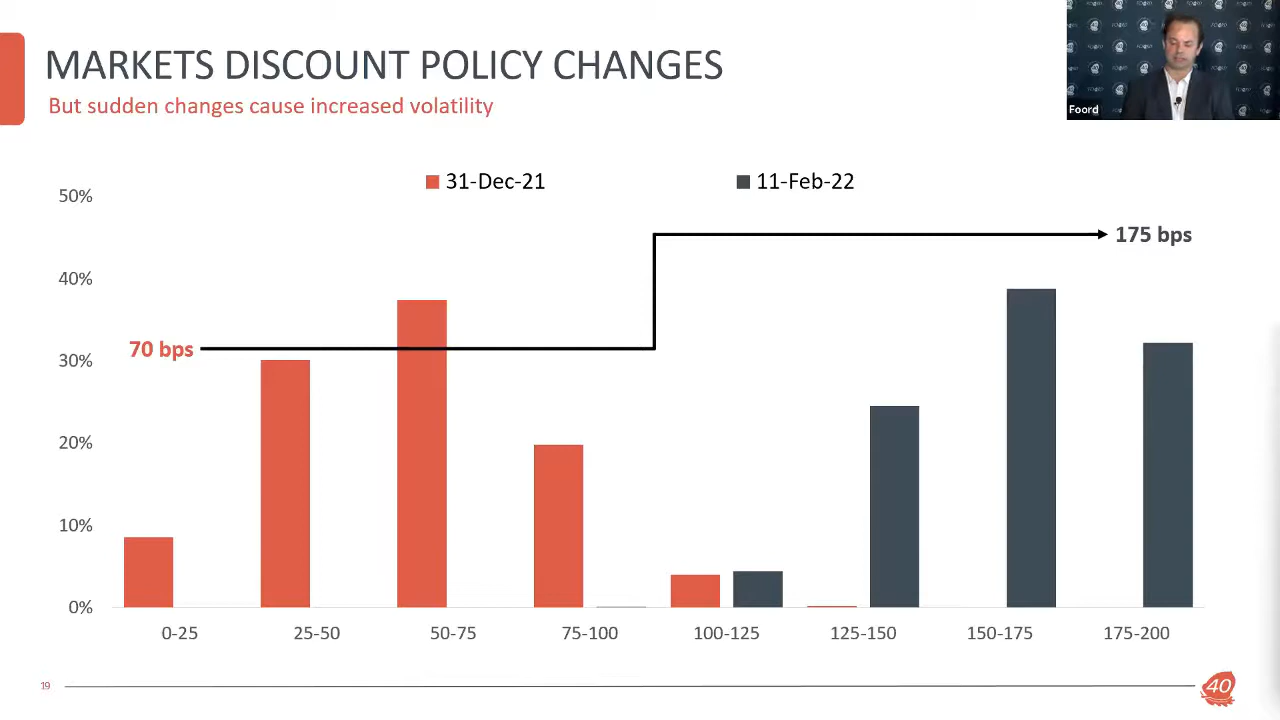 MARKETS DISCOUNT POLICY CHANGES
But sudden changes cause increased volatility
Foord
31-Dec-21
11-Feb-22
50%
40%
30%
20%
10%
0%
70 bps
175 bps
0-25
25-50
50-75
75-100
100-125
125-150
150-175
175-200
19
40